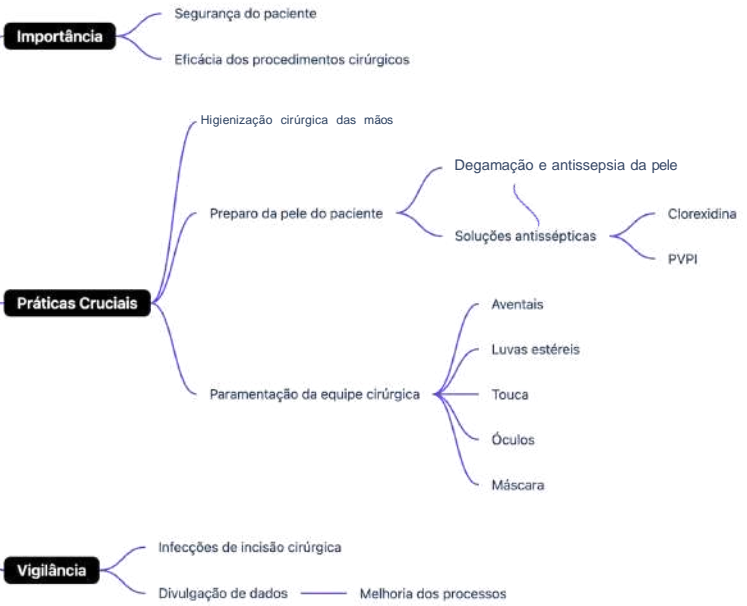 Importância
Segurança do paciente
Eficácia dos procedimentos cirúrgicos
Práticas Cruciais
Higienização cirúrgica das mãos
Preparo da pele do paciente
Degamação e antissepsia da pele
Soluções antissépticas
Clorexidina
PVPI
Paramentação da equipe cirúrgica
Aventais
Luvas estéreis
Touca
Óculos
Máscara
Vigilância
Infecções de incisão cirúrgica
Divulgação de dados
Melhoria dos processos